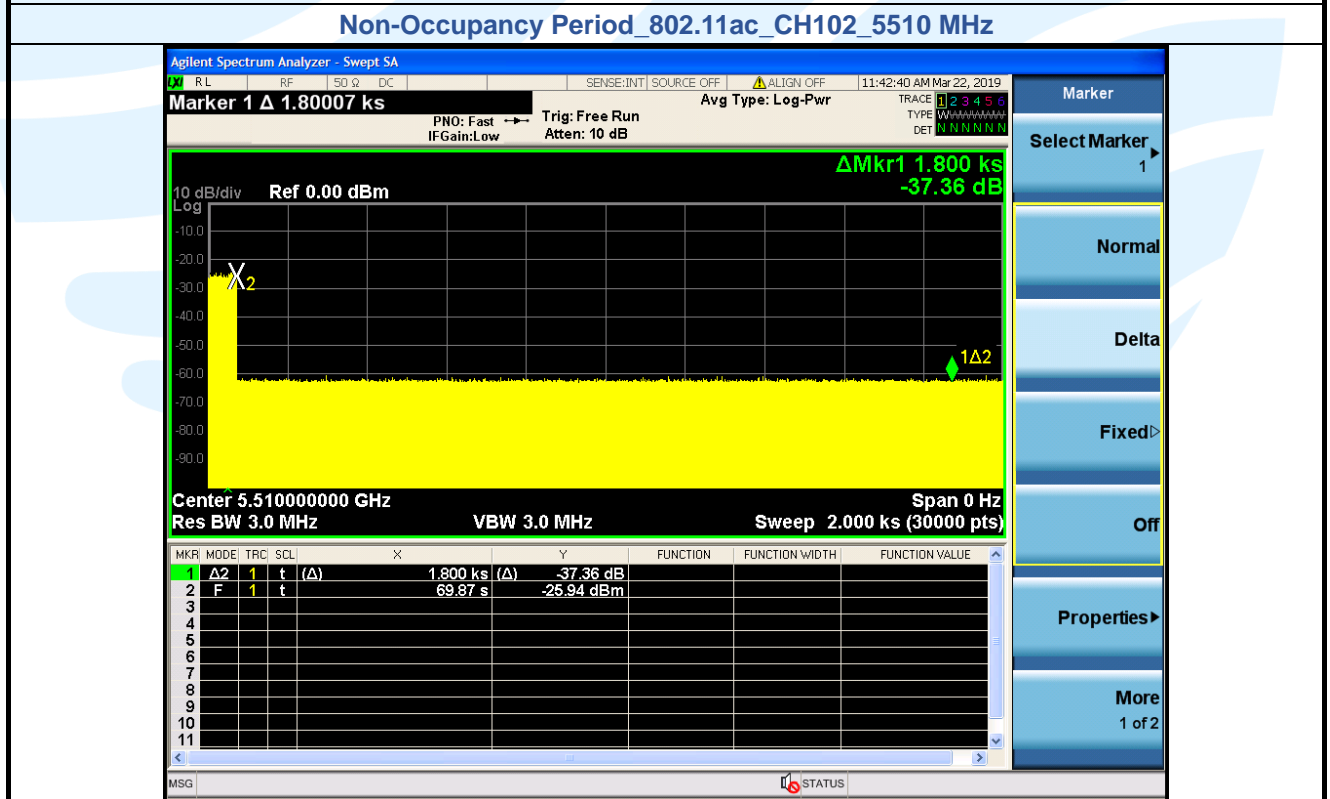 Non-Occupancy Period_802.11ac_CH102_5510 MHz
Agilent Spectrum Analyzer - Swept SA
LXI RL RF 50 Ω DC SENSE:INT SOURCE OFF ALIGN OFF 11:42:40 AM Mar 22, 2019
Marker 1 Δ 1.80007 ks
PNO: Fast
IFGain:Low
Trig: Free Run
Atten: 10 dB
Avg Type: Log-Pwr
TRACE 1 2 3 4 5 6
TYPE WWWWWW
DET N N N N N N
ΔMkr1 1.800 ks
-37.36 dB
10 dB/div Ref 0.00 dBm
Log
-10.0
-20.0
-30.0
-40.0
-50.0
-60.0
-70.0
-80.0
-90.0
X2
1Δ2
Center 5.510000000 GHz Span 0 Hz
Res BW 3.0 MHz VBW 3.0 MHz Sweep 2.000 ks (30000 pts)
MKR MODE TRC SCL X Y FUNCTION FUNCTION WIDTH FUNCTION VALUE
1 Δ2 1 t (Δ) 1.800 ks (Δ) -37.36 dB
2 F 1 t 69.87 s -25.94 dBm
3
4
5
6
7
8
9
10
11
MSG STATUS
Marker
Select Marker
1
Normal
Delta
Fixed
Off
Properties
More
1 of 2